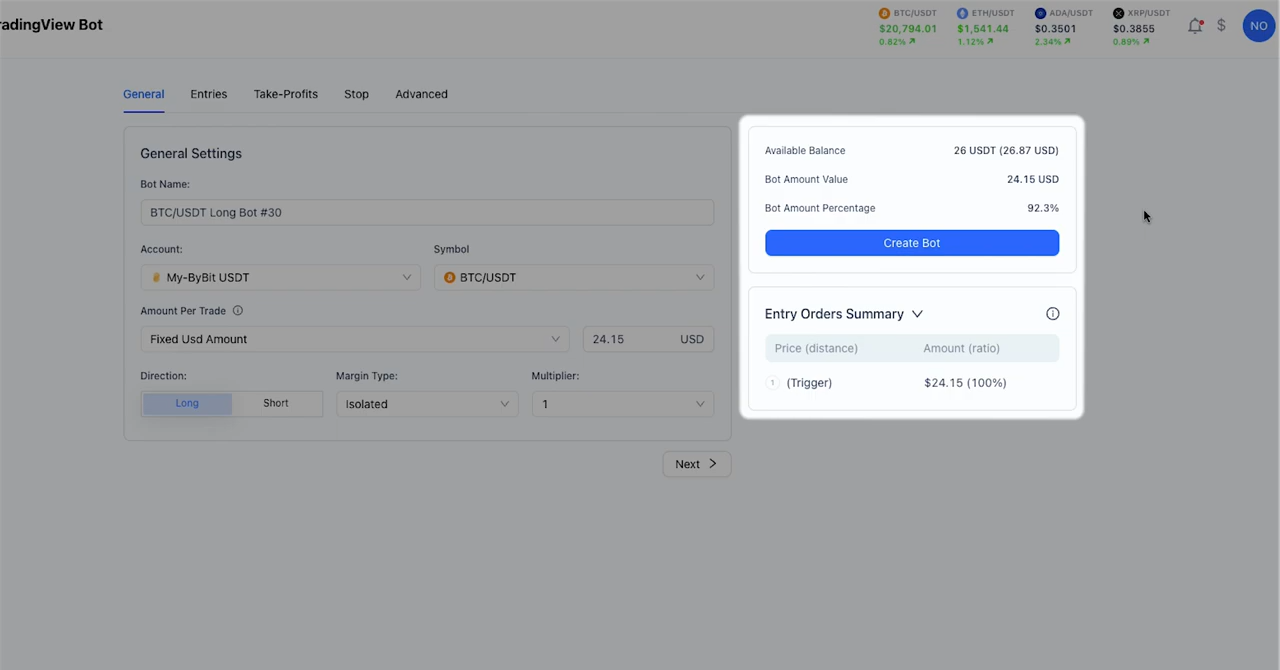 radingView Bot
BTC/USDT ETH/USDT ADA/USDT XRP/USDT
$20,794.01 $1,541.44 $0.3501 $0.3855
0.82% 1.12% 2.34% 0.89%
NO
General Entries Take-Profits Stop Advanced
General Settings
Bot Name:
BTC/USDT Long Bot #30
Account: Symbol
My-ByBit USDT BTC/USDT
Amount Per Trade
Fixed Usd Amount 24.15 USD
Direction: Margin Type: Multiplier:
Long Short Isolated 1
Next
Available Balance 26 USDT (26.87 USD)
Bot Amount Value 24.15 USD
Bot Amount Percentage 92.3%
Create Bot
Entry Orders Summary
Price (distance) Amount (ratio)
1 (Trigger) $24.15 (100%)